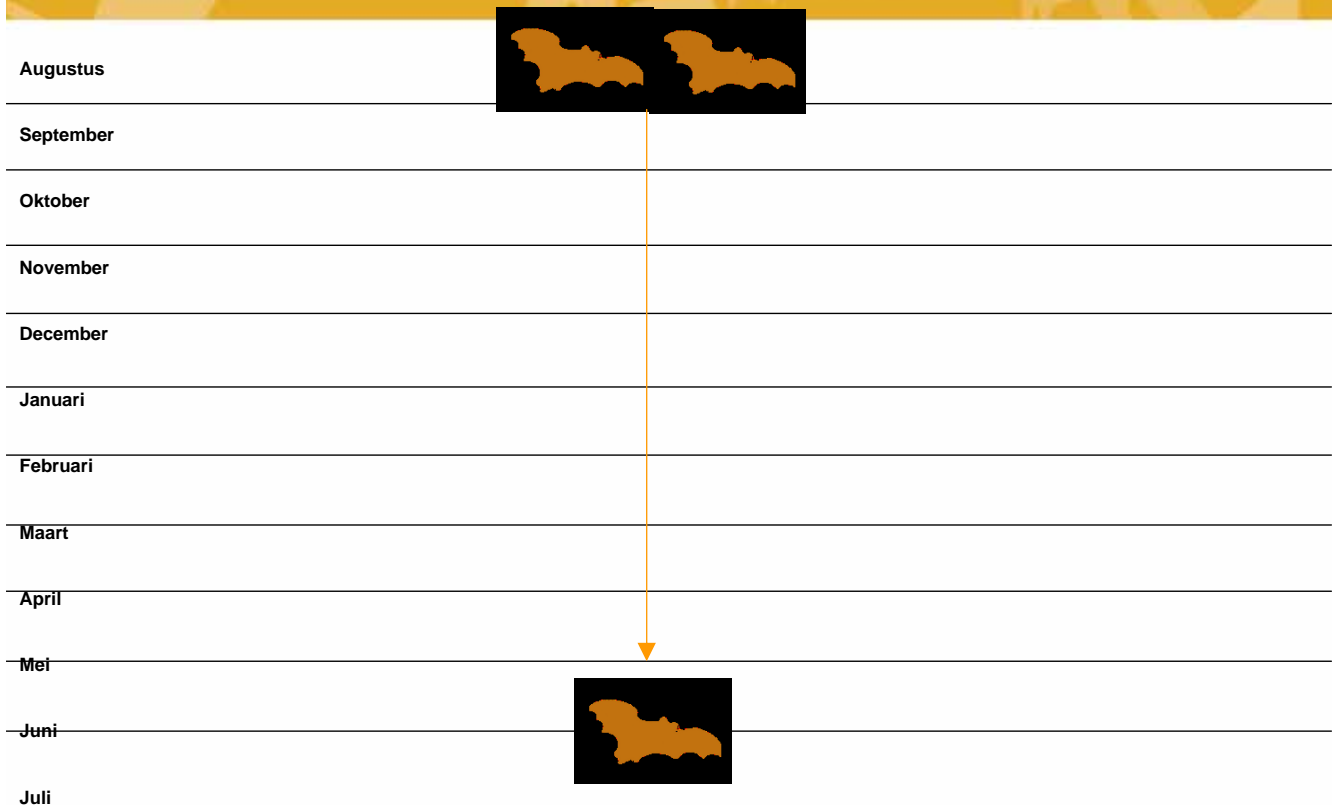 Augustus
September
Oktober
November
December
Januari
Februari
Maart
April
Mei
Juni
Juli